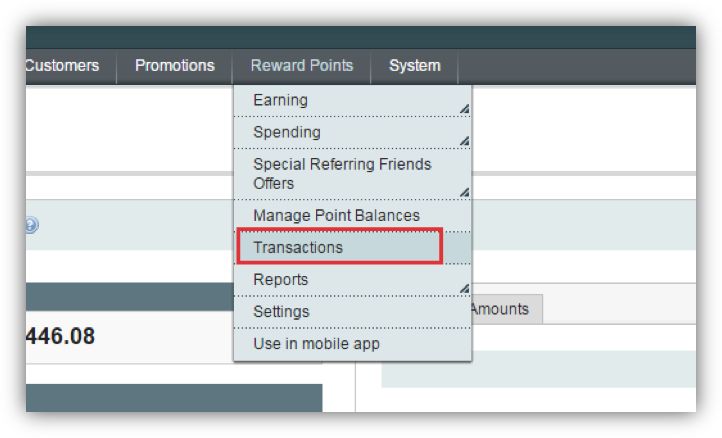 Customers Promotions Reward Points System
Earning
Spending
Special Referring Friends
Offers
Manage Point Balances
Transactions
Reports
Settings
Use in mobile app
Amounts
446.08